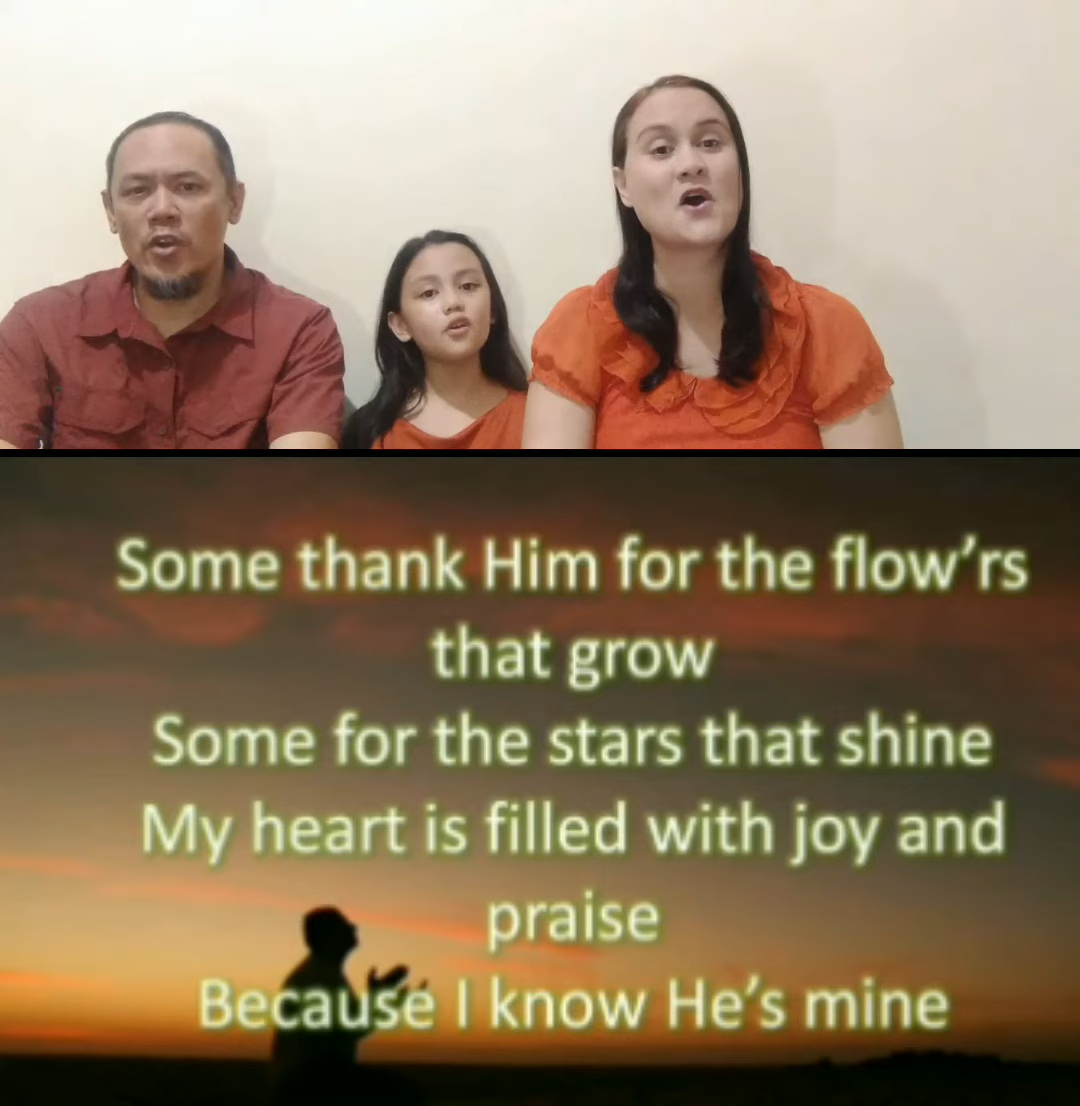 Some thank Him for the flow’rs
that grow
Some for the stars that shine
My heart is filled with joy and
praise
Because I know He’s mine